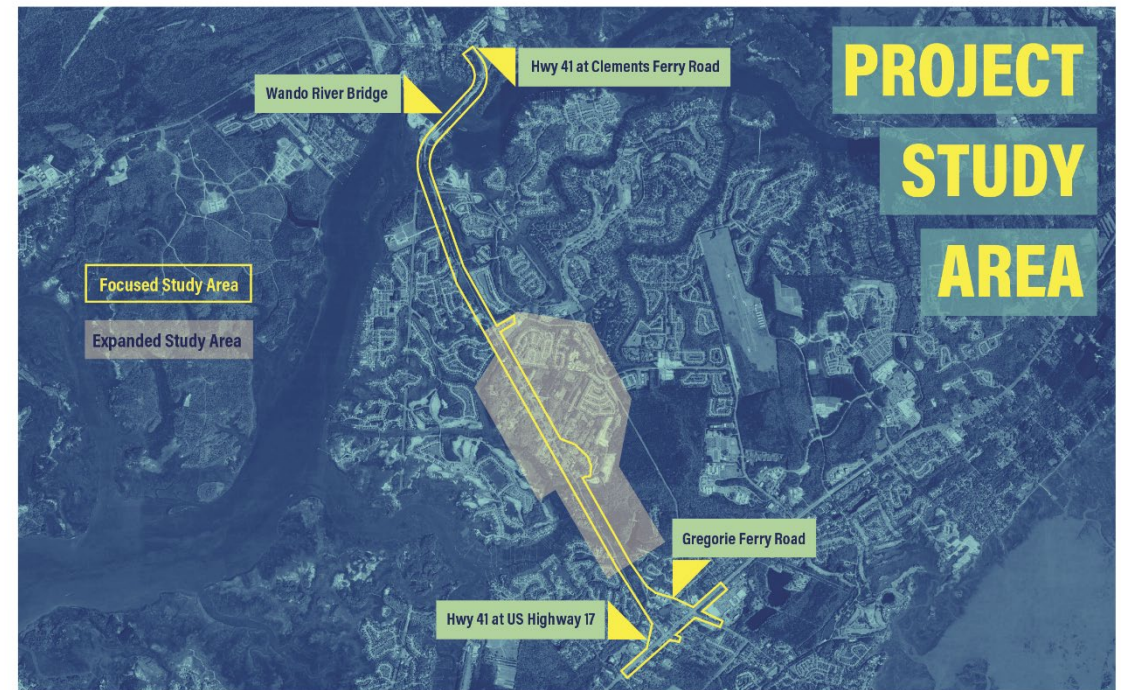 PROJECT
STUDY
AREA
Hwy 41 at Clements Ferry Road
Wando River Bridge
Focused Study Area
Expanded Study Area
Gregorie Ferry Road
Hwy 41 at US Highway 17